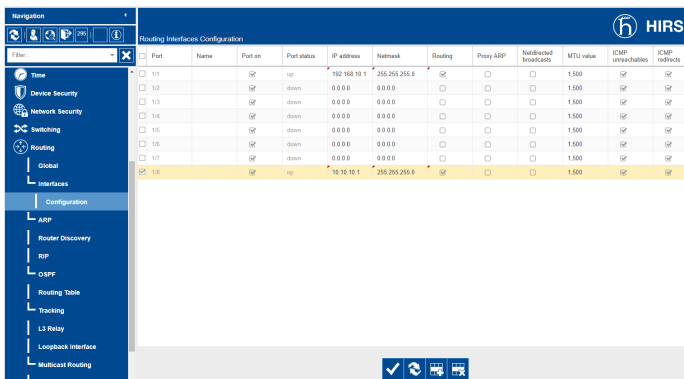 Navigation
295
Filter...
Time
Device Security
Network Security
Switching
Routing
Global
Interfaces
Configuration
ARP
Router Discovery
RIP
OSPF
Routing Table
Tracking
L3 Relay
Loopback Interface
Multicast Routing
HIRS
Routing Interfaces Configuration
Port Name Port on Port status IP address Netmask Routing Proxy ARP Netdirected broadcasts MTU value ICMP unreachables ICMP redirects
1/1 up 192.168.10.1 255.255.255.0 1,500
1/2 down 0.0.0.0 0.0.0.0 1,500
1/3 down 0.0.0.0 0.0.0.0 1,500
1/4 down 0.0.0.0 0.0.0.0 1,500
1/5 down 0.0.0.0 0.0.0.0 1,500
1/6 down 0.0.0.0 0.0.0.0 1,500
1/7 down 0.0.0.0 0.0.0.0 1,500
1/8 up 10.10.10.1 255.255.255.0 1,500